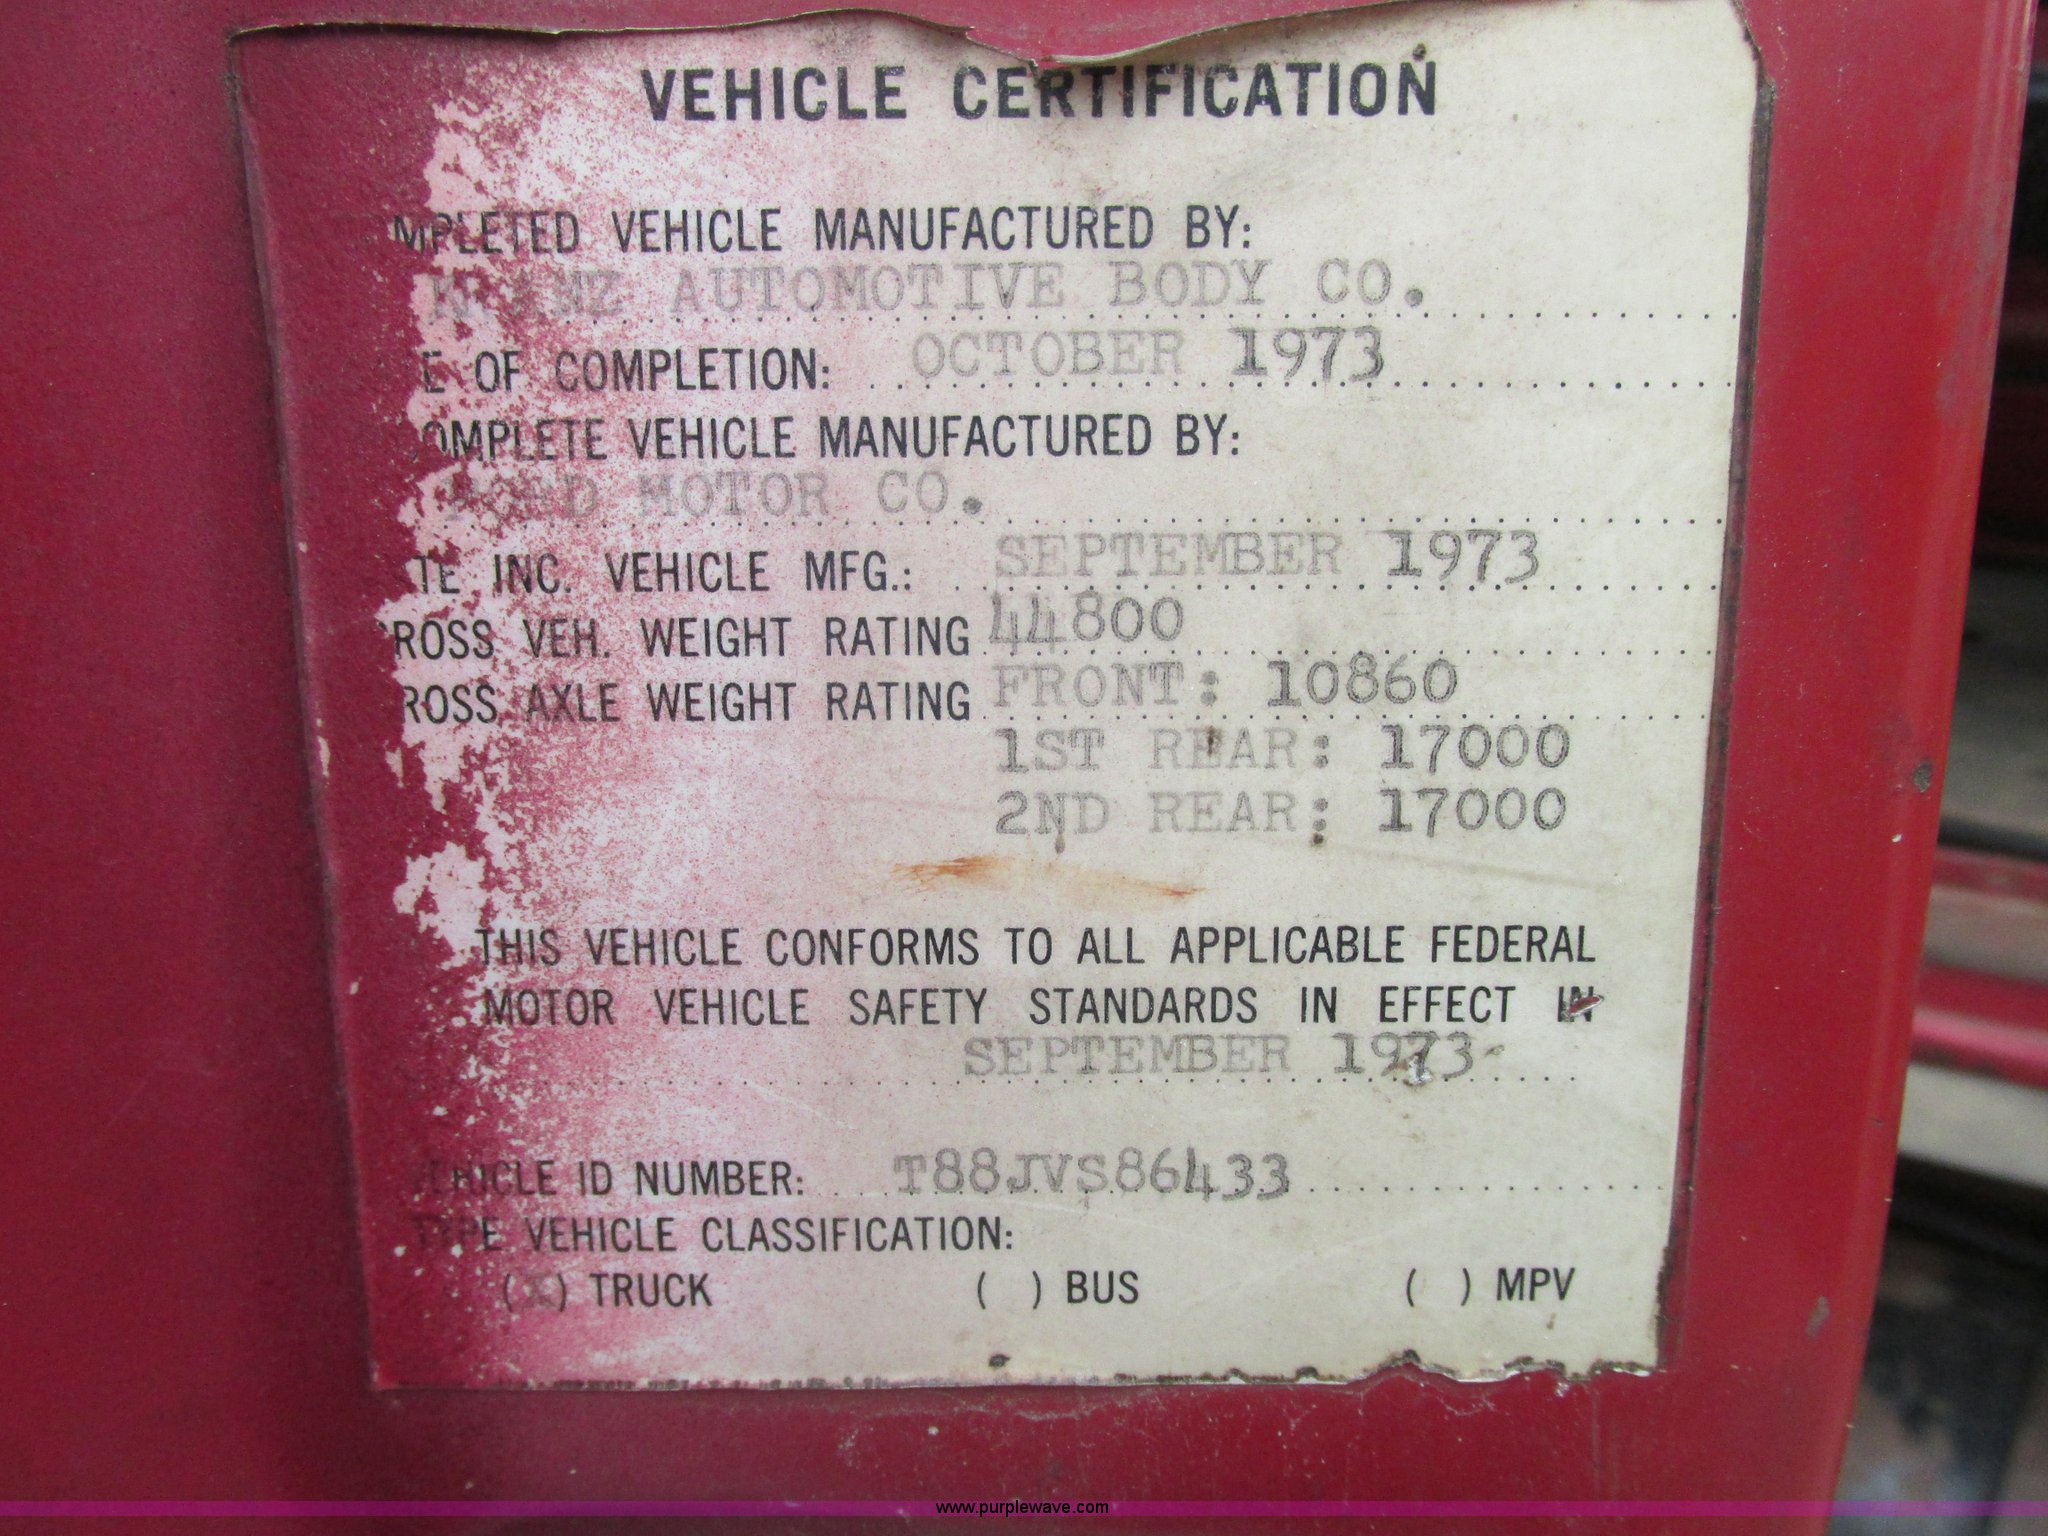 VEHICLE CERTIFICATION
MPLETED VEHICLE MANUFACTURED BY:
AUTOMOTIVE BODY CO.
E OF COMPLETION: OCTOBER 1973
OMPLETE VEHICLE MANUFACTURED BY:
FORD MOTOR CO.
TE INC. VEHICLE MFG.: SEPTEMBER 1973
ROSS VEH. WEIGHT RATING 44800
ROSS AXLE WEIGHT RATING FRONT: 10860
1ST REAR: 17000
2ND REAR: 17000
THIS VEHICLE CONFORMS TO ALL APPLICABLE FEDERAL
MOTOR VEHICLE SAFETY STANDARDS IN EFFECT IN
SEPTEMBER 1973
VEHICLE ID NUMBER: T88JVS86433
TYPE VEHICLE CLASSIFICATION:
(X) TRUCK ( ) BUS ( ) MPV
www.purplewave.com